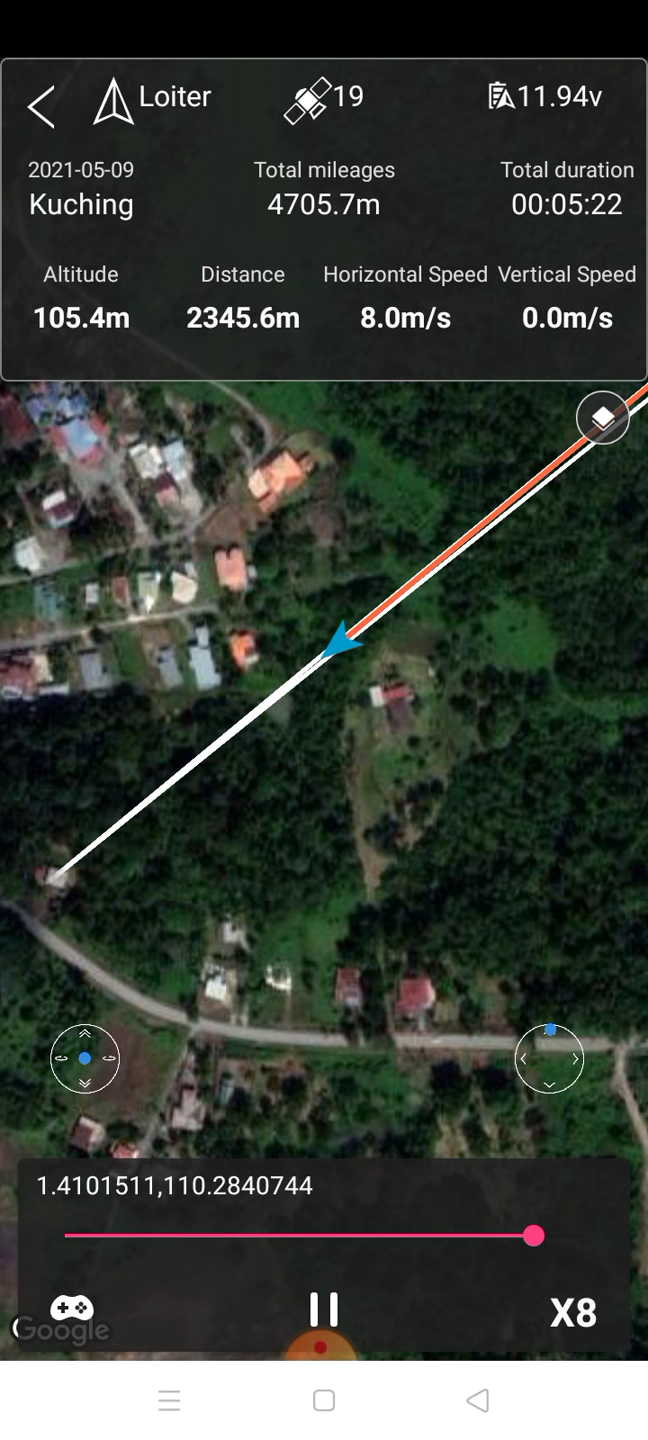 Loiter 19 11.94v
2021-05-09 Total mileages Total duration
Kuching 4705.7m 00:05:22
Altitude Distance Horizontal Speed Vertical Speed
105.4m 2345.6m 8.0m/s 0.0m/s
1.4101511,110.2840744
X8
Google